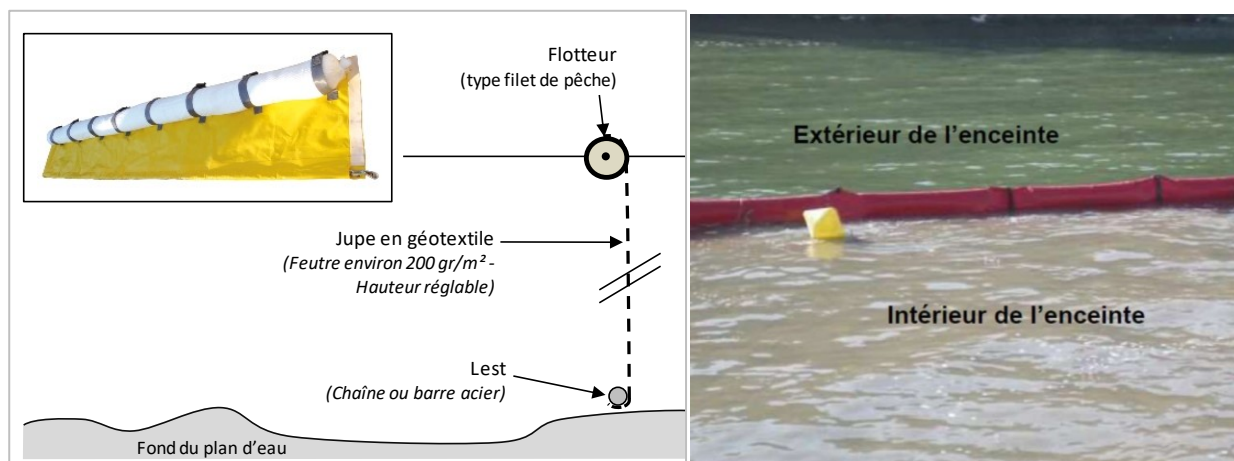 Flotteur
(type filet de pêche)
Jupe en géotextile
(Feutre environ 200 gr/m² -
Hauteur réglable)
Lest
(Chaîne ou barre acier)
Fond du plan d’eau
Extérieur de l’enceinte
Intérieur de l’enceinte